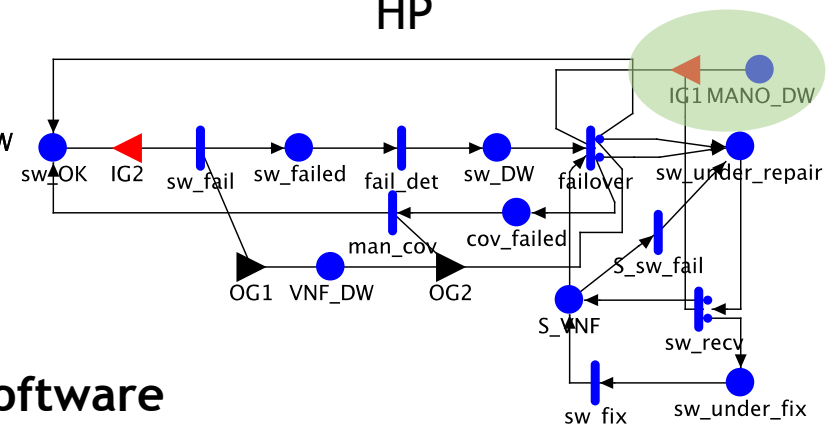 HP
IG1 MANO_DW
w
sw_OK IG2 sw_fail sw_failed fail_det sw_DW failover sw_under_repair
man_cov cov_failed
S_sw_fail
OG1 VNF_DW OG2
S_VNF
sw_recv
oftware
sw_fix sw_under_fix